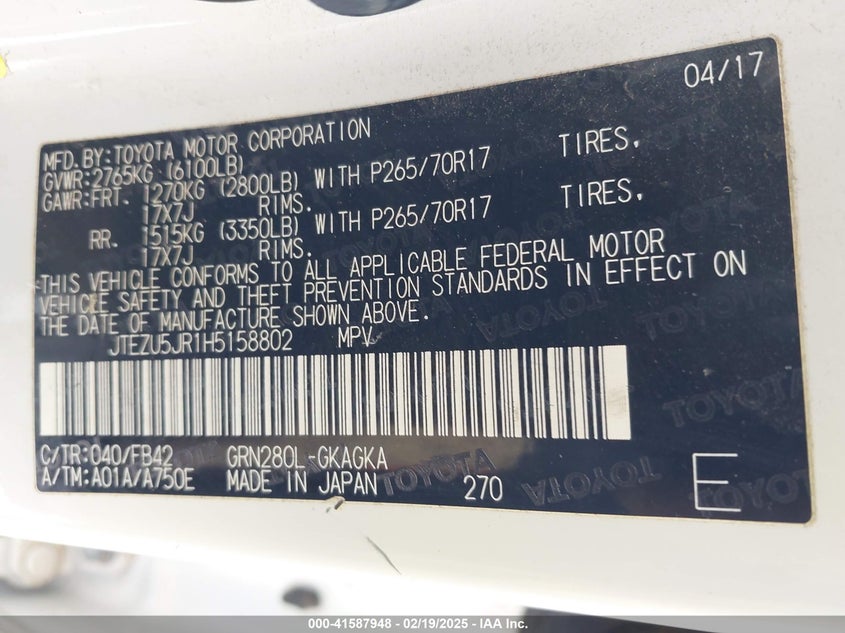 04/17
MFD.BY:TOYOTA MOTOR CORPORATION
GVWR:2765KG (6100LB)
GAWR:FRT. 1270KG (2800LB) WITH P265/70R17 TIRES,
17X7J RIMS.
RR. 1515KG (3350LB) WITH P265/70R17 TIRES,
17X7J RIMS.
THIS VEHICLE CONFORMS TO ALL APPLICABLE FEDERAL MOTOR
VEHICLE SAFETY AND THEFT PREVENTION STANDARDS IN EFFECT ON
THE DATE OF MANUFACTURE SHOWN ABOVE.
JTEZU5JR1H5158802 MPV
C/TR:040/FB42 GRN280L-GKAGKA
A/TM:A01A/A750E MADE IN JAPAN 270 E
000-41587948 - 02/19/2025 - IAA Inc.